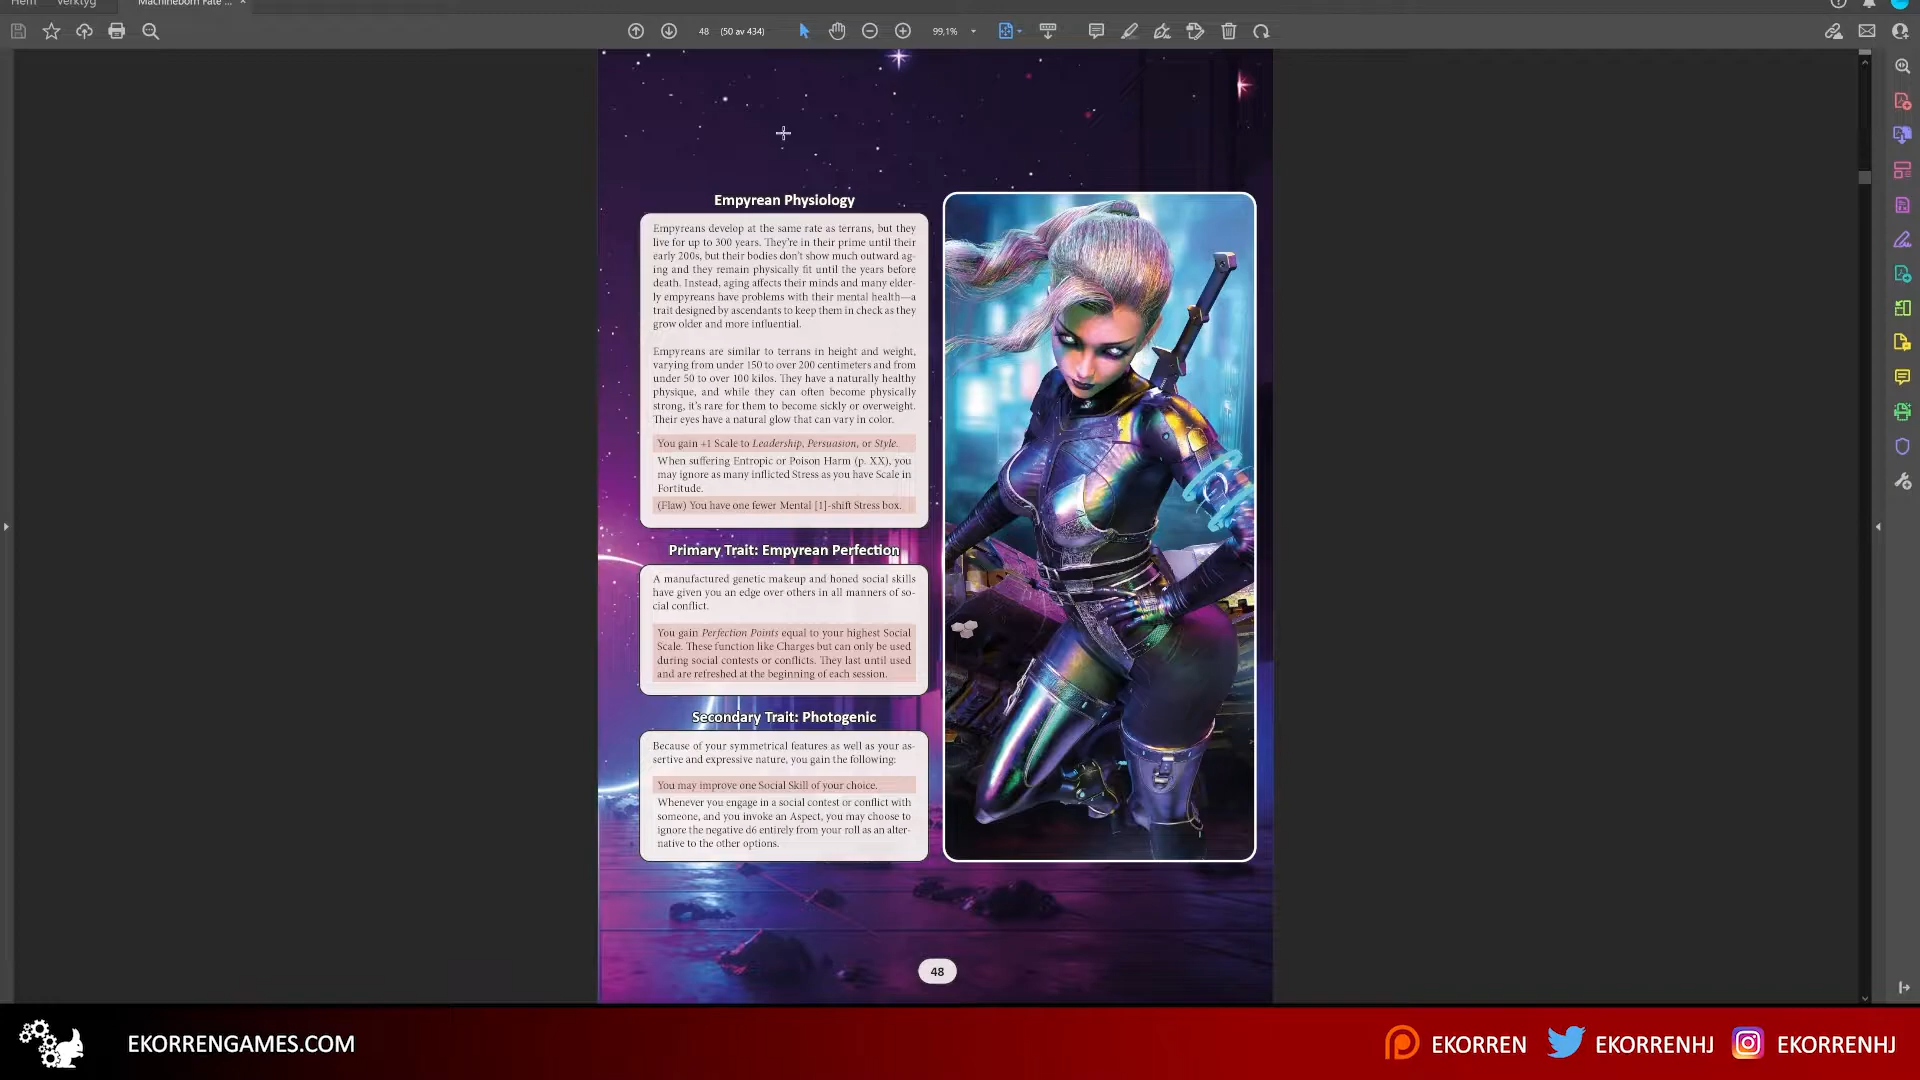 Hem
Verktyg
Machineborn Fate ...
48
(50 av 434)
99,1%
Empyrean Physiology
Empyreans develop at the same rate as terrans, but they
live for up to 300 years. They're in their prime until their
early 200s, but their bodies don't show much outward ag-
ing and they remain physically fit until the years before
death. Instead, aging affects their minds and many elder-
ly empyreans have problems with their mental health—a
trait designed by ascendants to keep them in check as they
grow older and more influential.
Empyreans are similar to terrans in height and weight,
varying from under 150 to over 200 centimeters and from
under 50 to over 100 kilos. They have a naturally healthy
physique, and while they can often become physically
strong, it's rare for them to become sickly or overweight.
Their eyes have a natural glow that can vary in color.
You gain +1 Scale to Leadership, Persuasion, or Style.
When suffering Entropic or Poison Harm (p. XX), you
may ignore as many inflicted Stress as you have Scale in
Fortitude.
(Flaw) You have one fewer Mental [1]-shift Stress box.
Primary Trait: Empyrean Perfection
A manufactured genetic makeup and honed social skills
have given you an edge over others in all manners of so-
cial conflict.
You gain Perfection Points equal to your highest Social
Scale. These function like Charges but can only be used
during social contests or conflicts. They last until used
and are refreshed at the beginning of each session.
Secondary Trait: Photogenic
Because of your symmetrical features as well as your as-
sertive and expressive nature, you gain the following:
You may improve one Social Skill of your choice.
Whenever you engage in a social contest or conflict with
someone, and you invoke an Aspect, you may choose to
ignore the negative d6 entirely from your roll as an alter-
native to the other options.
48
EKORRENGAMES.COM
EKORREN
EKORRENHJ
EKORRENHJ